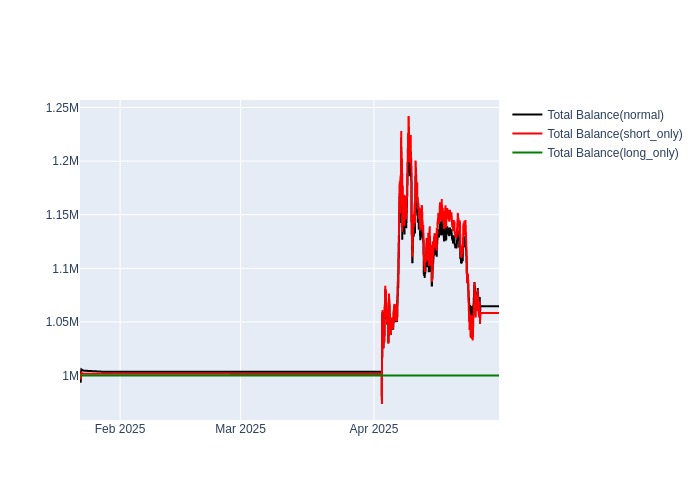 1.25M
1.2M
1.15M
1.1M
1.05M
1M
Feb 2025
Mar 2025
Apr 2025
Total Balance(normal)
Total Balance(short_only)
Total Balance(long_only)